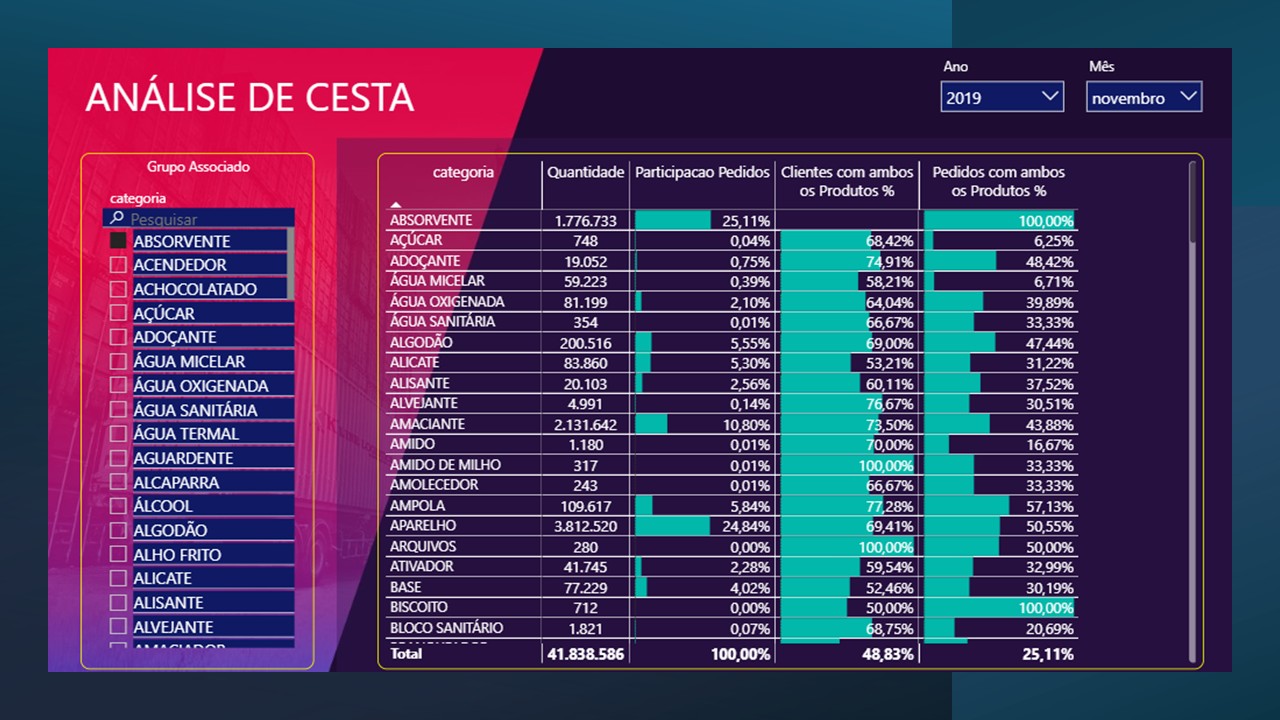 ANÁLISE DE CESTA
Ano
Mês
2019
novembro
Grupo Associado
categoria
Pesquisar
ABSORVENTE
ACENDEDOR
ACHOCOLATADO
AÇÚCAR
ADOÇANTE
ÁGUA MICELAR
ÁGUA OXIGENADA
ÁGUA SANITÁRIA
ÁGUA TERMAL
AGUARDENTE
ALCAPARRA
ÁLCOOL
ALGODÃO
ALHO FRITO
ALICATE
ALISANTE
ALVEJANTE
categoria Quantidade Participacao Pedidos Clientes com ambos os Produtos % Pedidos com ambos os Produtos %
ABSORVENTE 1.776.733 25,11% 100,00%
AÇÚCAR 748 0,04% 68,42% 6,25%
ADOÇANTE 19.052 0,75% 74,91% 48,42%
ÁGUA MICELAR 59.223 0,39% 58,21% 6,71%
ÁGUA OXIGENADA 81.199 2,10% 64,04% 39,89%
ÁGUA SANITÁRIA 354 0,01% 66,67% 33,33%
ALGODÃO 200.516 5,55% 69,00% 47,44%
ALICATE 83.860 5,30% 53,21% 31,22%
ALISANTE 20.103 2,56% 60,11% 37,52%
ALVEJANTE 4.991 0,14% 76,67% 30,51%
AMACIANTE 2.131.642 10,80% 73,50% 43,88%
AMIDO 1.180 0,01% 70,00% 16,67%
AMIDO DE MILHO 317 0,01% 100,00% 33,33%
AMOLECEDOR 243 0,01% 66,67% 33,33%
AMPOLA 109.617 5,84% 77,28% 57,13%
APARELHO 3.812.520 24,84% 69,41% 50,55%
ARQUIVOS 280 0,00% 100,00% 50,00%
ATIVADOR 41.745 2,28% 59,54% 32,99%
BASE 77.229 4,02% 52,46% 30,19%
BISCOITO 712 0,00% 50,00% 100,00%
BLOCO SANITÁRIO 1.821 0,07% 68,75% 20,69%
Total 41.838.586 100,00% 48,83% 25,11%